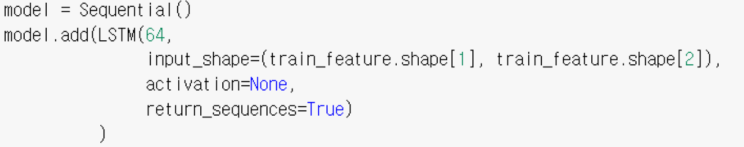 model = Sequential()
model.add(LSTM(64,
               input_shape=(train_feature.shape[1], train_feature.shape[2]),
               activation=None,
               return_sequences=True)
          )